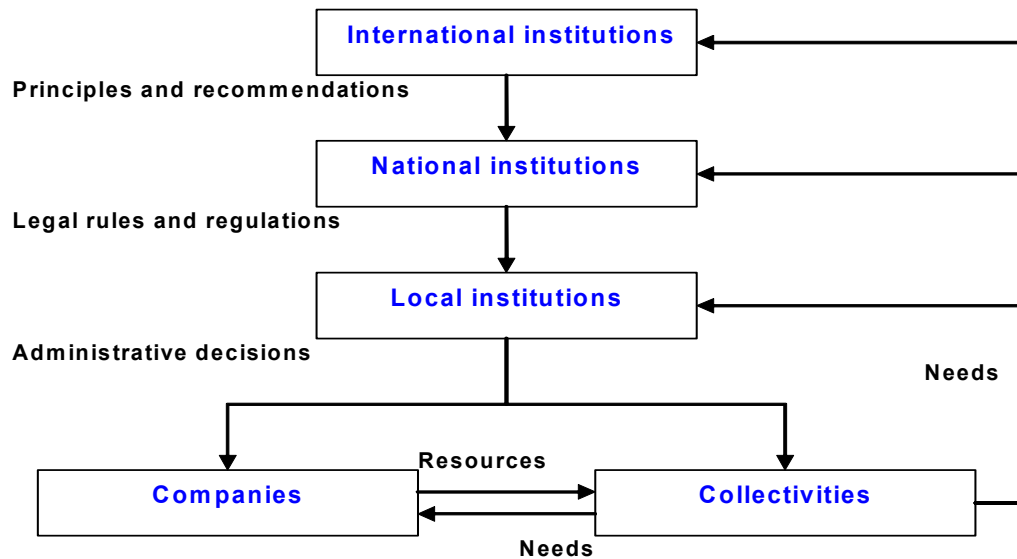 International institutions
Principles and recommendations
National institutions
Legal rules and regulations
Local institutions
Administrative decisions
Needs
Resources
Companies
Collectivities
Needs